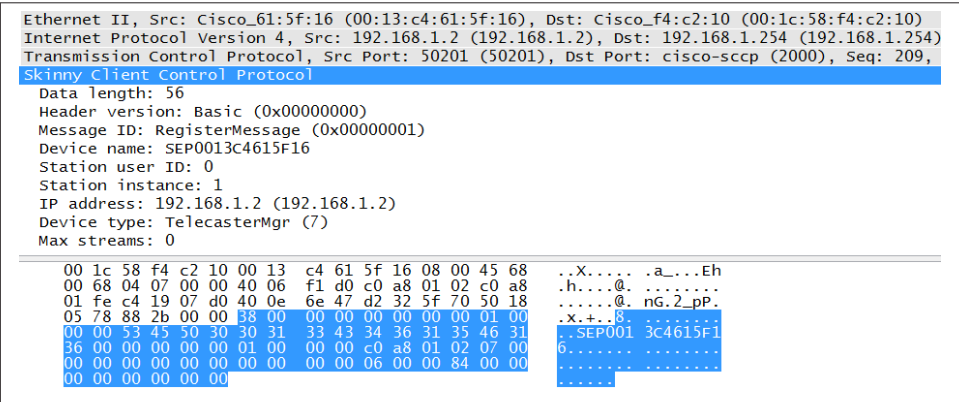 Ethernet II, Src: Cisco_61:5f:16 (00:13:c4:61:5f:16), Dst: Cisco_f4:c2:10 (00:1c:58:f4:c2:10)
Internet Protocol Version 4, Src: 192.168.1.2 (192.168.1.2), Dst: 192.168.1.254 (192.168.1.254)
Transmission Control Protocol, Src Port: 50201 (50201), Dst Port: cisco-sccp (2000), Seq: 209,
Skinny Client Control Protocol
Data length: 56
Header version: Basic (0x00000000)
Message ID: RegisterMessage (0x00000001)
Device name: SEP0013C4615F16
Station user ID: 0
Station instance: 1
IP address: 192.168.1.2 (192.168.1.2)
Device type: TelecasterMgr (7)
Max streams: 0
00 1c 58 f4 c2 10 00 13 c4 61 5f 16 08 00 45 68 ..X..... .a_...Eh
00 68 04 07 00 00 40 06 f1 d0 c0 a8 01 02 c0 a8 .h....@. ........
01 fe c4 19 07 d0 40 0e 6e 47 d2 32 5f 70 50 18 ......@. nG.2_pP.
05 78 88 2b 00 00 38 00 00 00 00 00 00 00 01 00 .x.+..8. ........
00 00 53 45 50 30 30 31 33 43 34 36 31 35 46 31 ..SEP001 3C4615F1
36 00 00 00 00 00 01 00 00 00 c0 a8 01 02 07 00 6....... ........
00 00 00 00 00 00 00 00 00 00 06 00 00 84 00 00 ........ ........
00 00 00 00 00 00 ......